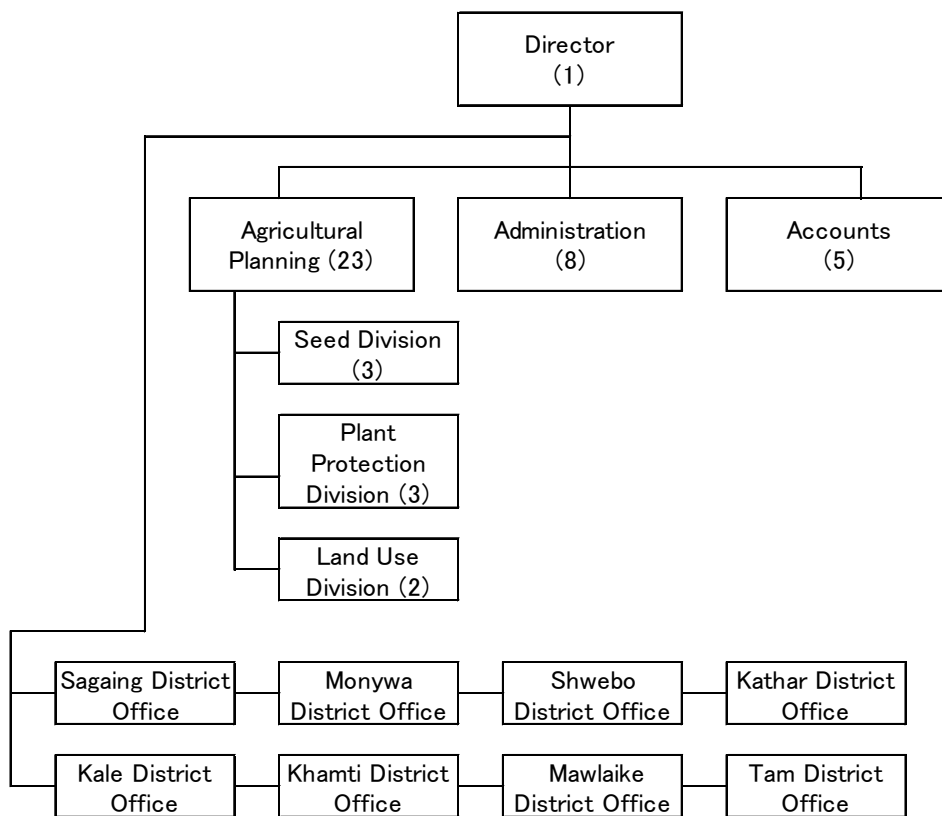 Director
(1)
Agricultural
Planning (23)
Administration
(8)
Accounts
(5)
Seed Division
(3)
Plant
Protection
Division (3)
Land Use
Division (2)
Sagaing District
Office
Monywa
District Office
Shwebo
District Office
Kathar District
Office
Kale District
Office
Khamti District
Office
Mawlaike
District Office
Tam District
Office